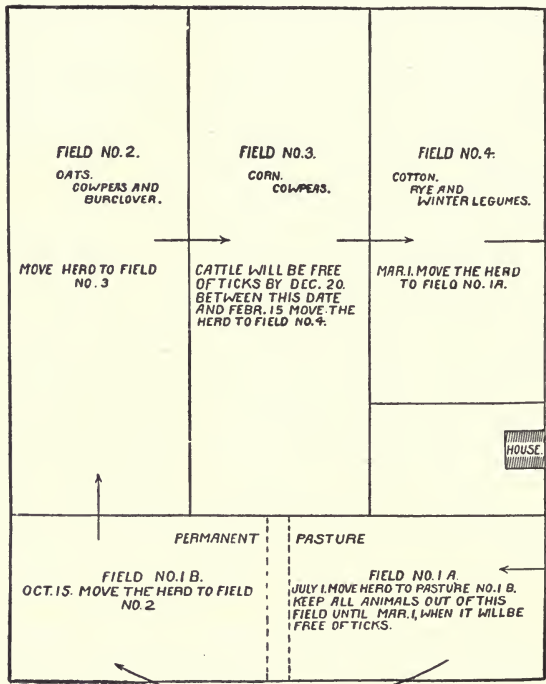 FIELD NO. 2.
OATS.
COWPEAS AND
BURCLOVER.
MOVE HERD TO FIELD
NO. 3
FIELD NO. 3.
CORN.
COWPEAS.
CATTLE WILL BE FREE
OF TICKS BY DEC. 20.
BETWEEN THIS DATE
AND FEBR. 15 MOVE THE
HERD TO FIELD NO. 4.
FIELD NO. 4.
COTTON.
RYE AND
WINTER LEGUMES.
MAR. 1. MOVE THE HERD
TO FIELD NO. 1A.
HOUSE.
PERMANENT PASTURE
FIELD NO. 1 B.
OCT. 15. MOVE THE HERD TO FIELD
NO. 2
FIELD NO. 1 A.
JULY 1. MOVE HERD TO PASTURE NO. 1 B.
KEEP ALL ANIMALS OUT OF THIS
FIELD UNTIL MAR. 1, WHEN IT WILL BE
FREE OF TICKS.